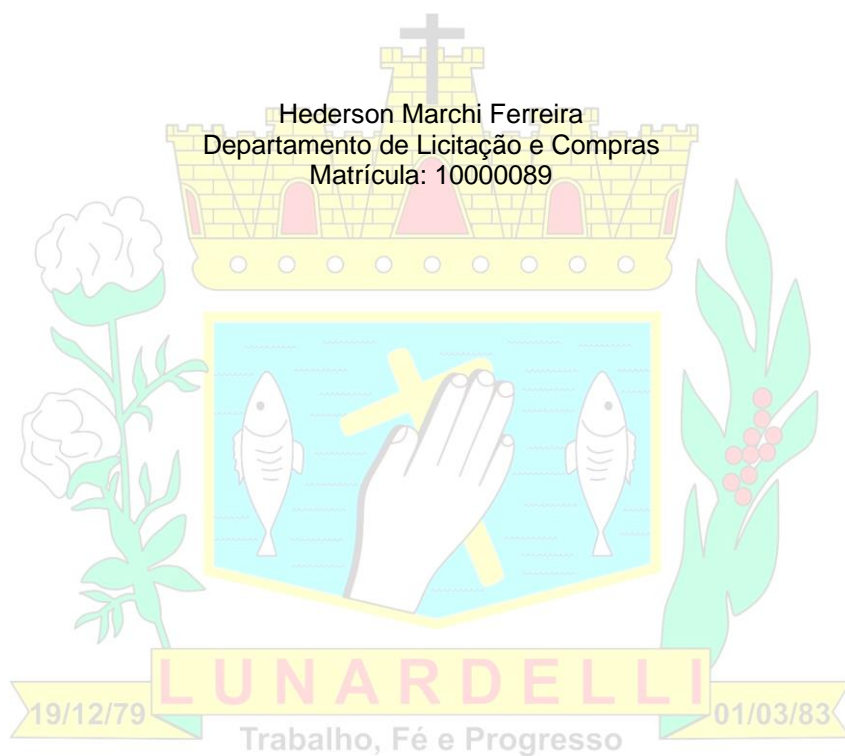 Hederson Marchi Ferreira
Departamento de Licitação e Compras
Matrícula: 10000089
LUNARDELLI
19/12/79
01/03/83
Trabalho, Fé e Progresso